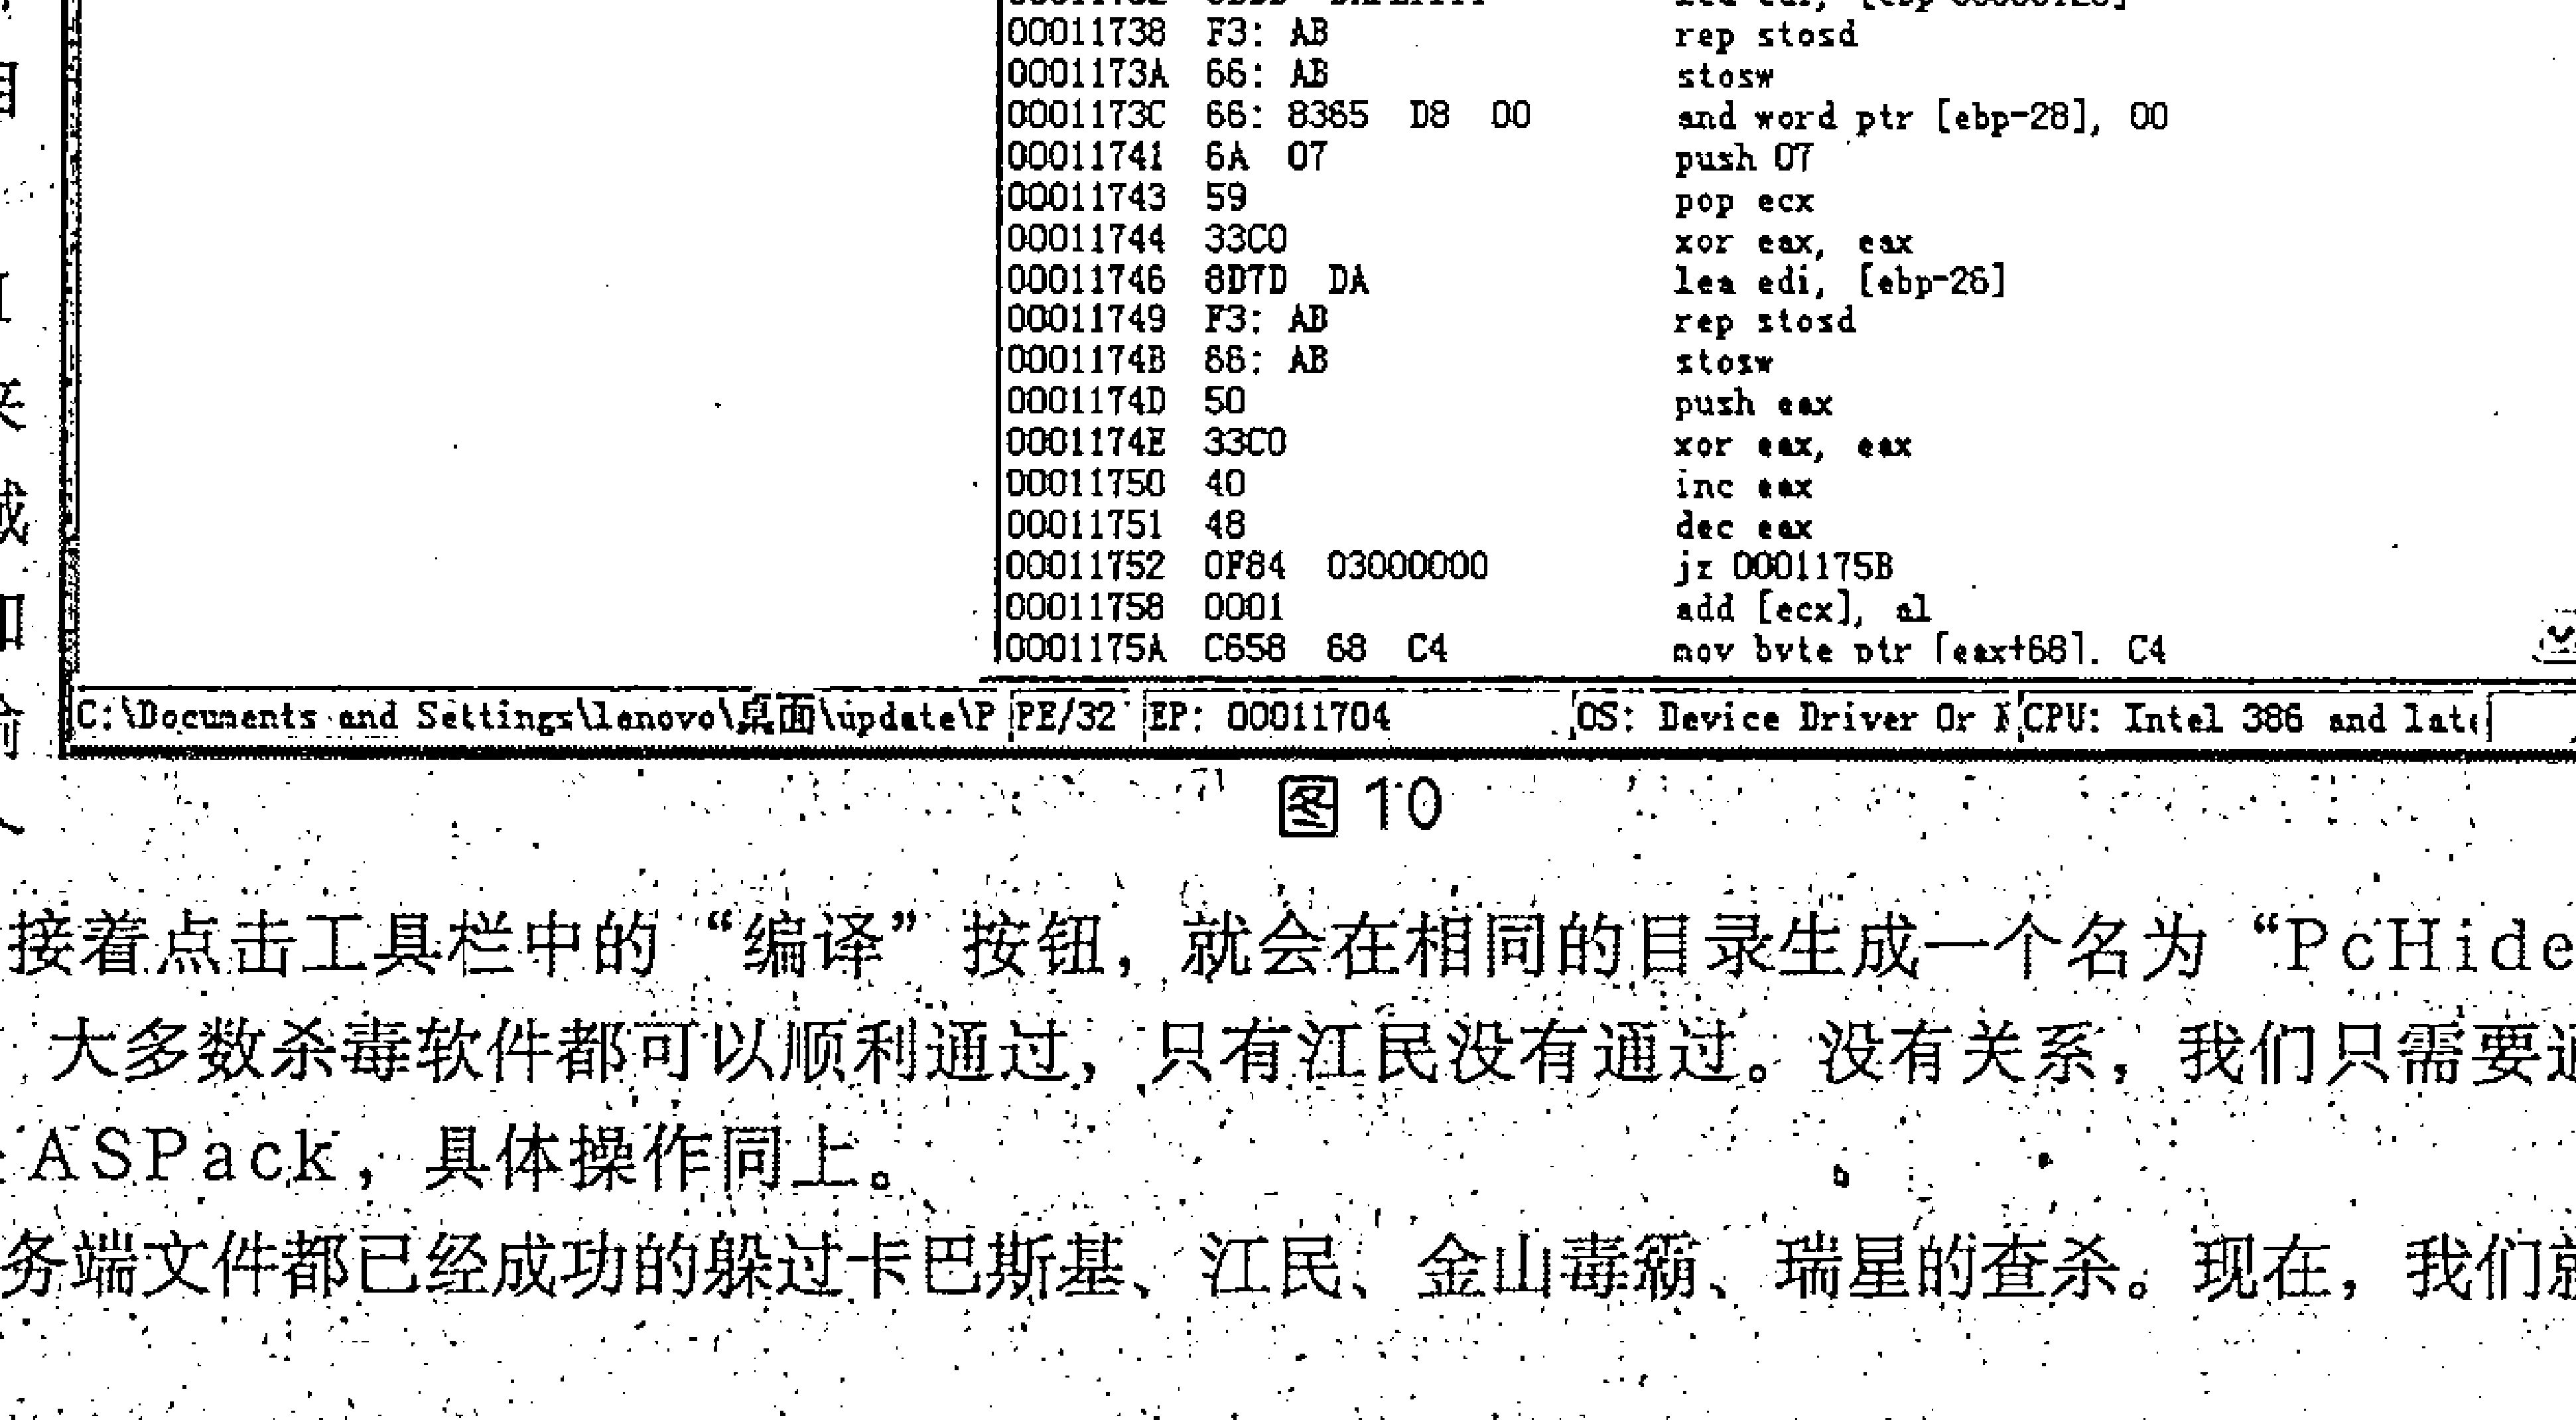 00011738 F3: AB rep stosd
0001173A 66: AB stosw
0001173C 66: 8365 D8 00 and word ptr [ebp-28], 00
00011741 6A 07 push 07
00011743 59 pop ecx
00011744 33C0 xor eax, eax
00011746 8D7D DA lea edi, [ebp-26]
00011749 F3: AB rep stosd
0001174B 66: AB stosw
0001174D 50 push eax
0001174E 33C0 xor eax, eax
00011750 40 inc eax
00011751 48 dec eax
00011752 0F84 03000000 jz 0001175B
00011758 0001 add [ecx], al
0001175A C658 68 C4 mov byte ptr [eax+68], C4
C:\Documents and Settings\lenovo\桌面\update\P PE/32 EP: 00011704 OS: Device Driver Or CPU: Intel 386 and late
图10
接着点击工具栏中的“编译”按钮，就会在相同的目录生成一个名为“PcHide
大多数杀毒软件都可以顺利通过，只有江民没有通过。没有关系，我们只需要通
ASPack，具体操作同上。
务端文件都已经成功的躲过卡巴斯基、江民、金山毒霸、瑞星的查杀。现在，我们就